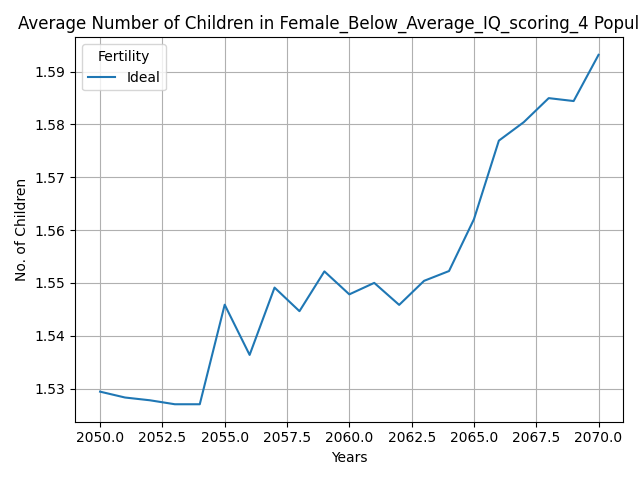 Average Number of Children in Female_Below_Average_IQ_scoring_4 Popul
Fertility
Ideal
1.59
1.58
1.57
1.56
1.55
1.54
1.53
No. of Children
2050.0 2052.5 2055.0 2057.5 2060.0 2062.5 2065.0 2067.5 2070.0
Years